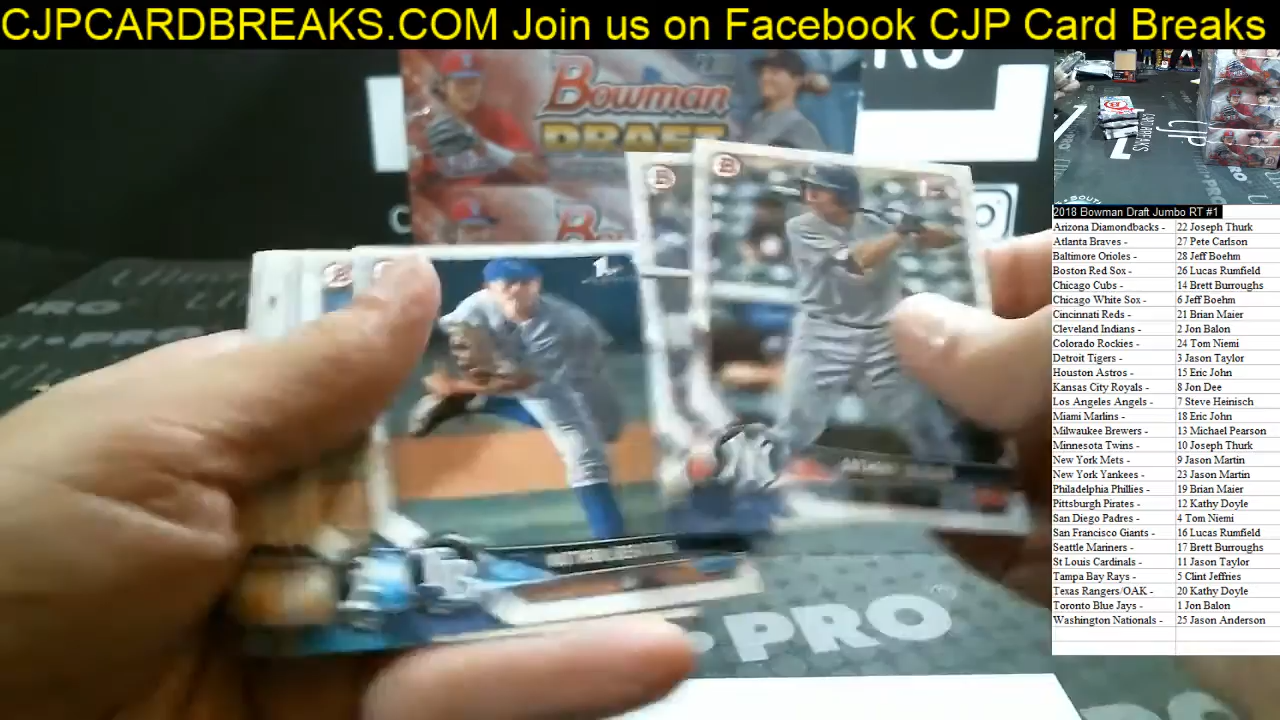 CJPCARDBREAKS.COM Join us on Facebook CJP Card Breaks
Bowman
DRAFT
PRO
2018 Bowman Draft Jumbo RT #1
Arizona Diamondbacks - 22 Joseph Thurk
Atlanta Braves - 27 Pete Carlson
Baltimore Orioles - 28 Jeff Boehm
Boston Red Sox - 26 Lucas Rumfield
Chicago Cubs - 14 Brett Burroughs
Chicago White Sox - 6 Jeff Boehm
Cincinnati Reds - 21 Brian Maier
Cleveland Indians - 2 Jon Balon
Colorado Rockies - 24 Tom Niemi
Detroit Tigers - 3 Jason Taylor
Houston Astros - 15 Eric John
Kansas City Royals - 8 Jon Dee
Los Angeles Angels - 7 Steve Heinisch
Miami Marlins - 18 Eric John
Milwaukee Brewers - 13 Michael Pearson
Minnesota Twins - 10 Joseph Thurk
New York Mets - 9 Jason Martin
New York Yankees - 23 Jason Martin
Philadelphia Phillies - 19 Brian Maier
Pittsburgh Pirates - 12 Kathy Doyle
San Diego Padres - 4 Tom Niemi
San Francisco Giants - 16 Lucas Rumfield
Seattle Mariners - 17 Brett Burroughs
St Louis Cardinals - 11 Jason Taylor
Tampa Bay Rays - 5 Clint Jeffries
Texas Rangers/OAK - 20 Kathy Doyle
Toronto Blue Jays - 1 Jon Balon
Washington Nationals - 25 Jason Anderson